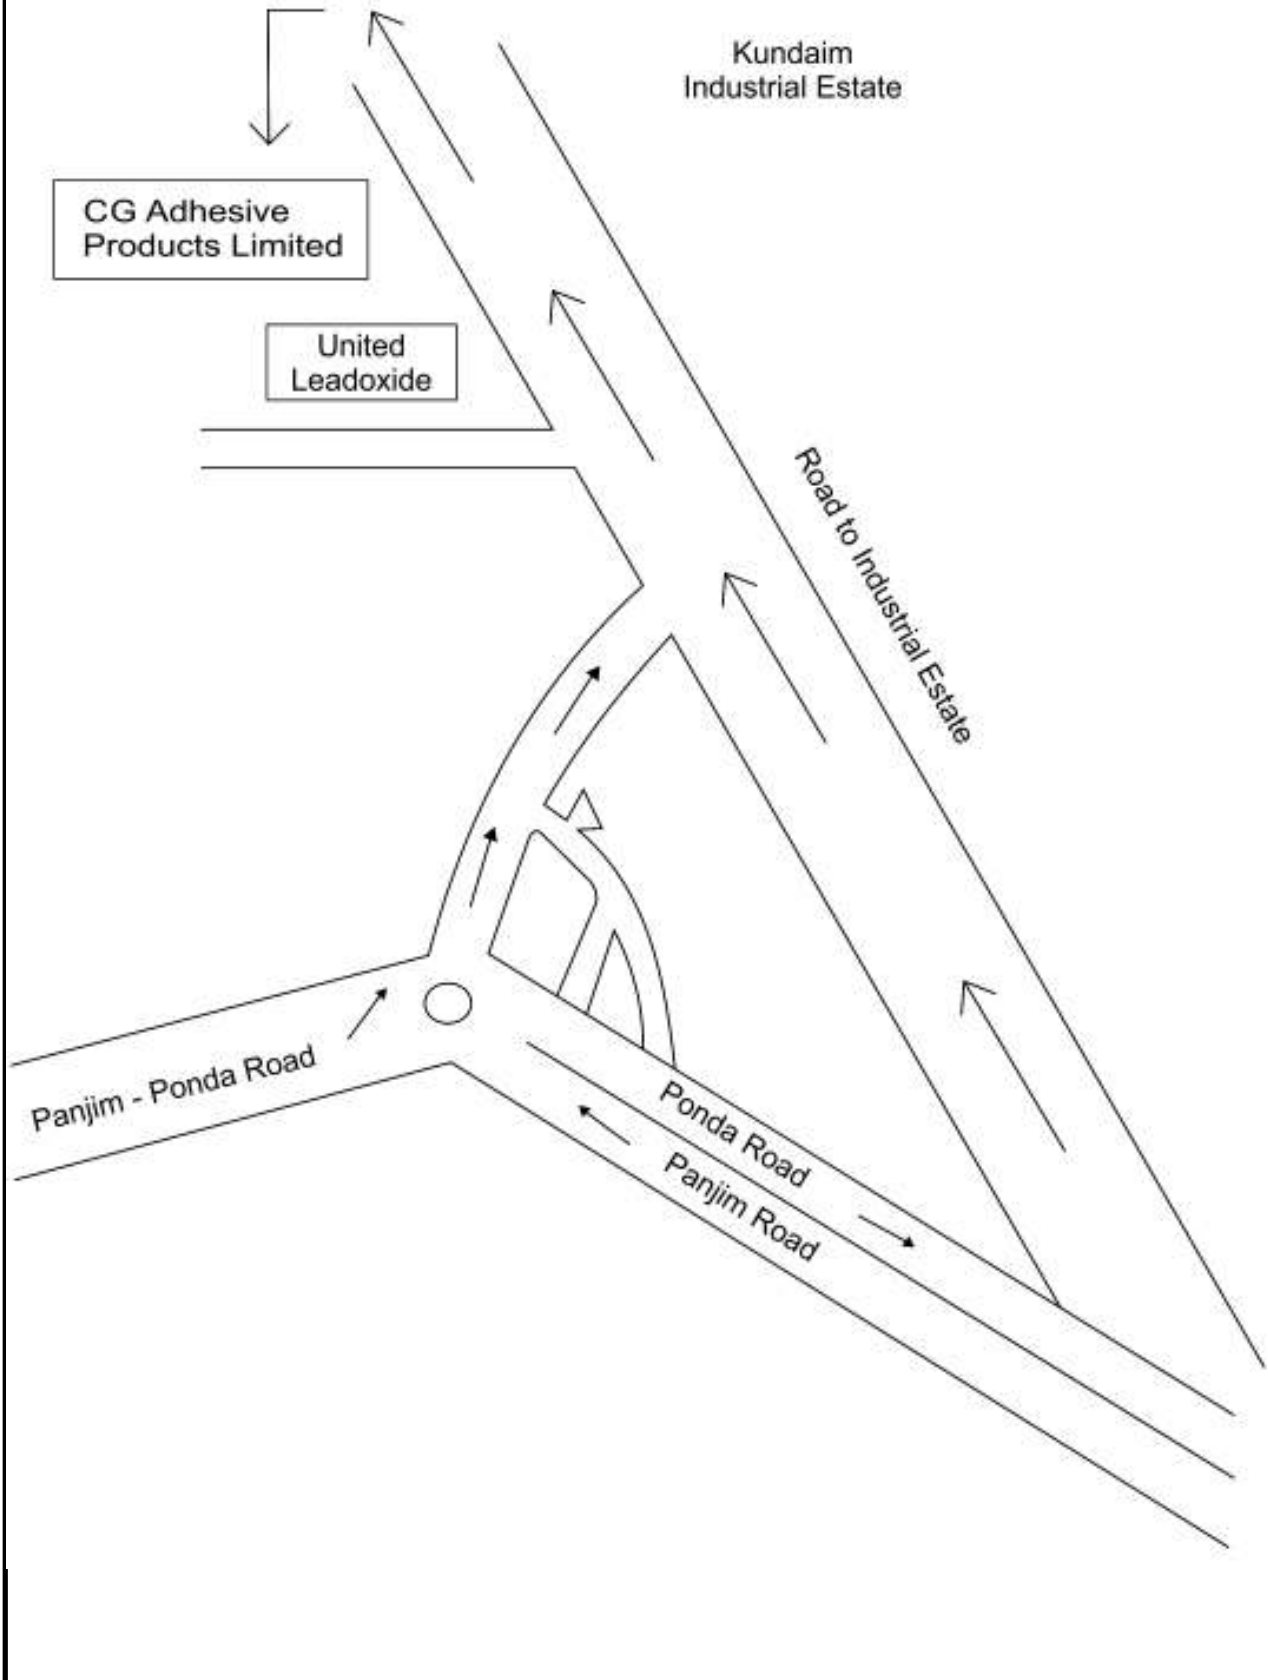 Kundaim
Industrial Estate
CG Adhesive
Products Limited
United
Leadoxide
Road to Industrial Estate
Panjim - Ponda Road
Ponda Road
Panjim Road